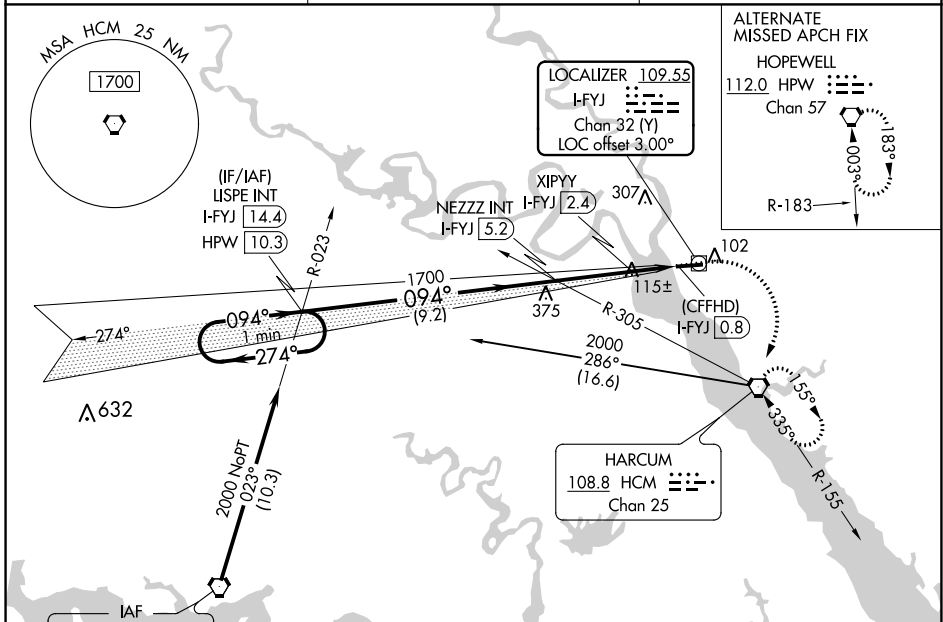 MSA HCM 25 NM
1700
ALTERNATE
MISSED APCH FIX
HOPEWELL
112.0 HPW
Chan 57
183°
003°
R-183
LOCALIZER 109.55
I-FYJ
Chan 32 (Y)
LOC offset 3.00°
(IF/IAF)
LISPE INT
I-FYJ 14.4
HPW 10.3
R-023
NEZZZ INT
I-FYJ 5.2
XIPYY
I-FYJ 2.4
307
102
1700
094°
(9.2)
115±
375
(CFFHD)
I-FYJ 0.8
R-305
274°
094°
1 min
274°
2000
286°
(16.6)
155°
335°
R-155
632
2000 NoPT
023°
(10.3)
HARCUM
108.8 HCM
Chan 25
IAF